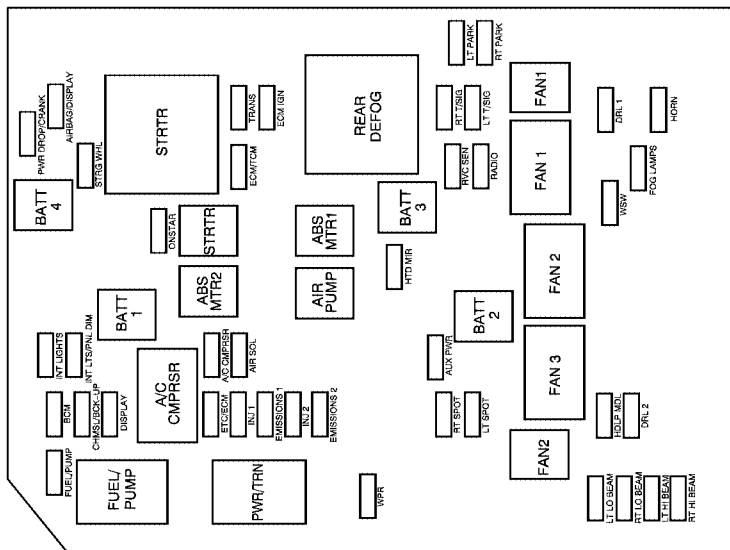 LT PARK
RT PARK
PWR DROP/CRANK
AIRBAG/DISPLAY
STRG WHL
STRTR
TRANS
ECM IGN
ECM/TCM
REAR
DEFOG
RT T/SIG
LT T/SIG
RVC SEN
RADIO
FAN1
FAN 1
DRL 1
HORN
FOG LAMPS
WSW
BATT
4
ONSTAR
STRTR
ABS
MTR1
BATT
3
HTD MIR
ABS
MTR2
AIR
PUMP
FAN 2
BATT
1
BATT
2
INT LIGHTS
INT LTS/PNL DIM
A/C
CMPRSR
A/C CMPRSR
AIR SOL
AUX PWR
FAN 3
BCM
CHMSL/BCK-UP
DISPLAY
ETC/ECM
INJ 1
EMISSIONS 1
INJ 2
EMISSIONS 2
RT SPOT
LT SPOT
HDLP MDL
DRL 2
FUEL/PUMP
FUEL/
PUMP
PWR/TRN
WPR
FAN2
LT LO BEAM
RT LO BEAM
LT HI BEAM
RT HI BEAM